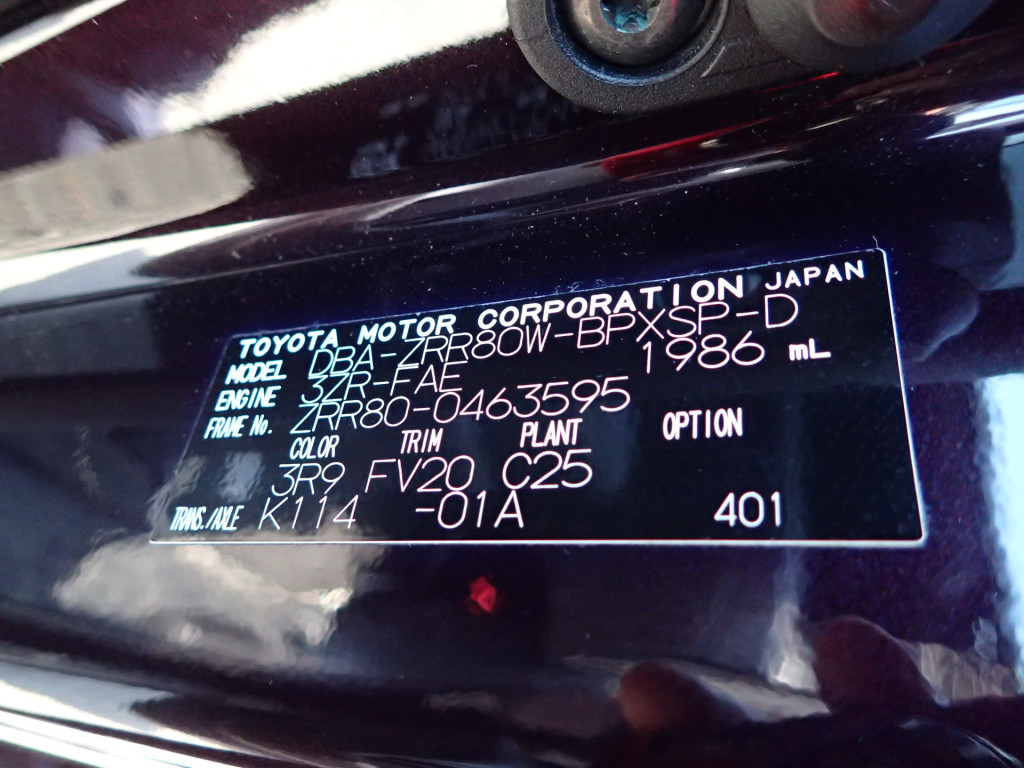 TOYOTA MOTOR CORPORATION JAPAN
MODEL DBA-ZRR80W-BPXSP-D
ENGINE 3ZR-FAE 1986 mL
FRAME No. ZRR80-0463595
COLOR TRIM PLANT OPTION
3R9 FV20 C25
TRANS./AXLE K114 -01A 401